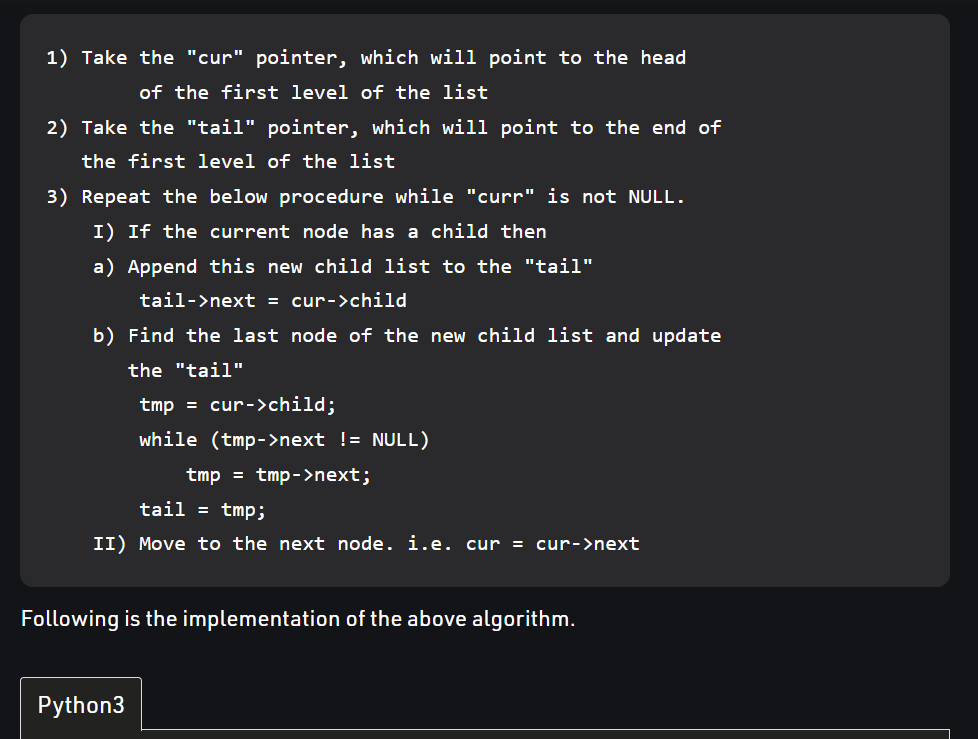 1) Take the "cur" pointer, which will point to the head
of the first level of the list
2) Take the "tail" pointer, which will point to the end of
the first level of the list
3) Repeat the below procedure while "curr" is not NULL.
I) If the current node has a child then
a) Append this new child list to the "tail"
tail->next = cur->child
b) Find the last node of the new child list and update
the "tail"
tmp = cur->child;
while (tmp->next != NULL)
tmp = tmp->next;
tail = tmp;
II) Move to the next node. i.e. cur = cur->next
Following is the implementation of the above algorithm.
Python3